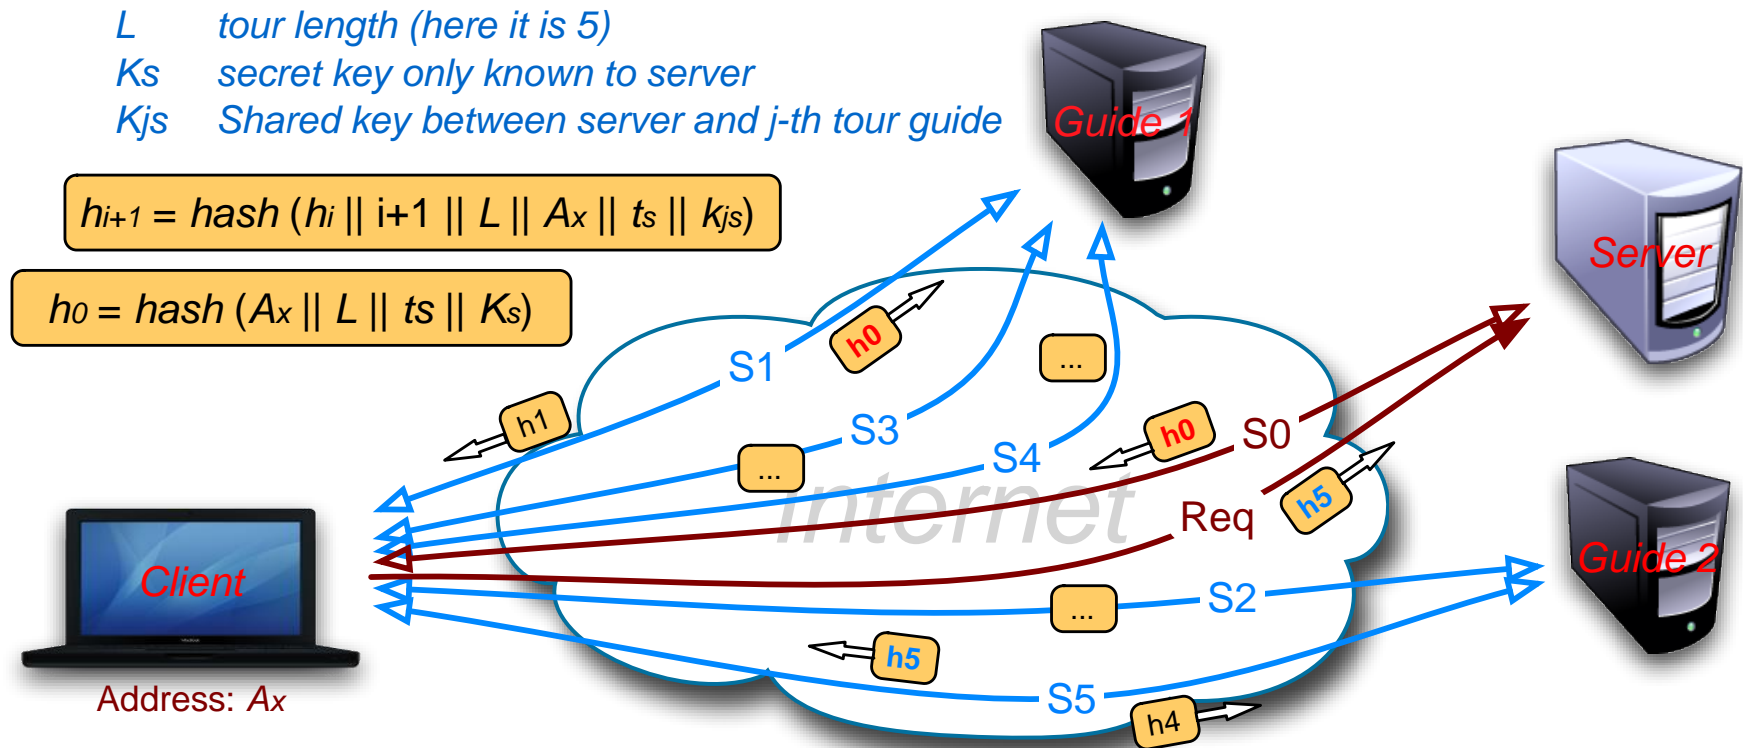 L tour length (here it is 5)
Ks secret key only known to server
Kjs Shared key between server and j-th tour guide
Guide 1
hi+1 = hash (hi || i+1 || L || Ax || ts || kjs)
Server
h0 = hash (Ax || L || ts || Ks)
h0
...
S1
h1
S3
h0
S0
S4
...
Internet
h5
Req
Client
Guide 2
S2
...
h5
S5
h4
Address: Ax